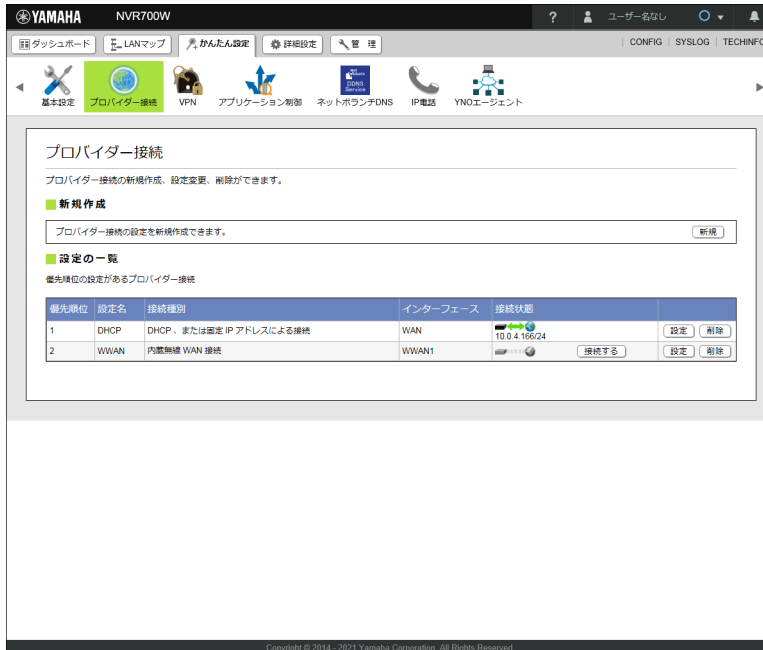 YAMAHA NVR700W ? ユーザー名なし
ダッシュボード LANマップ かんたん設定 詳細設定 管 理 CONFIG SYSLOG TECHINFO
基本設定 プロバイダー接続 VPN アプリケーション制御 ネットボランチDNS IP電話 YNOエージェント
プロバイダー接続
プロバイダー接続の新規作成、設定変更、削除ができます。
新規作成
プロバイダー接続の設定を新規作成できます。 新規
設定の一覧
優先順位の設定があるプロバイダー接続
優先順位 設定名 接続種別 インターフェース 接続状態
1 DHCP DHCP 、または固定 IP アドレスによる接続 WAN 10.0.4.166/24 設定 削除
2 WWAN 内蔵無線 WAN 接続 WWAN1 接続する 設定 削除
Copyright © 2014 - 2021 Yamaha Corporation. All Rights Reserved.